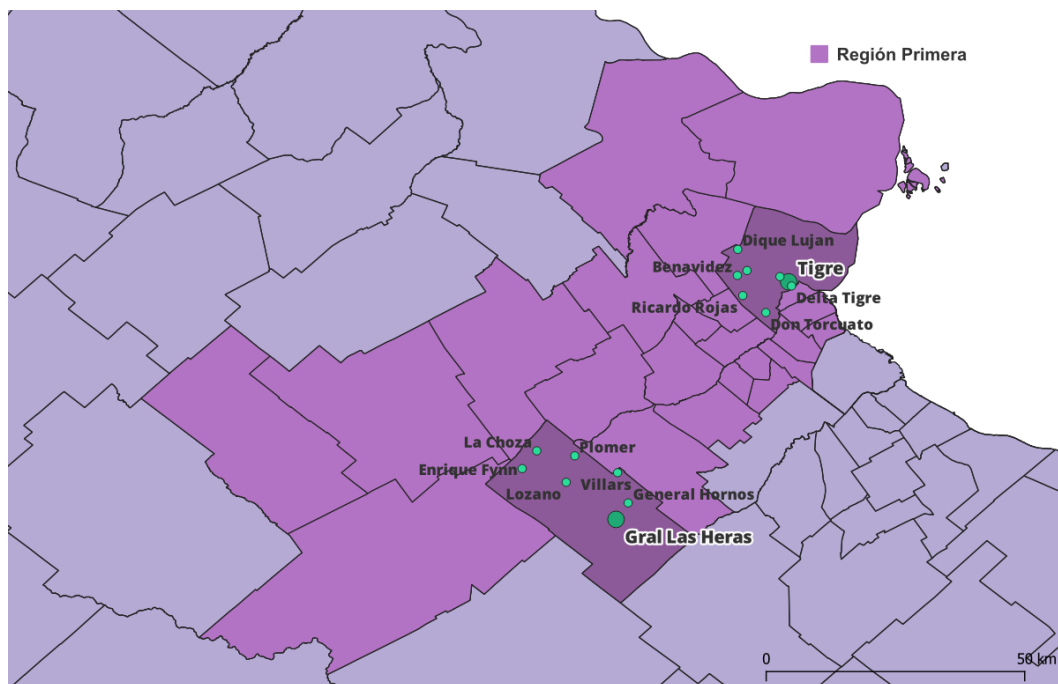 Región Primera
Dique Lujan
Benavidez
Tigre
Delta Tigre
Ricardo Rojas
Don Torcuato
La Choza
Plomer
Enrique Fynn
Villars
Lozano
General Hornos
Gral Las Heras
0
50 km